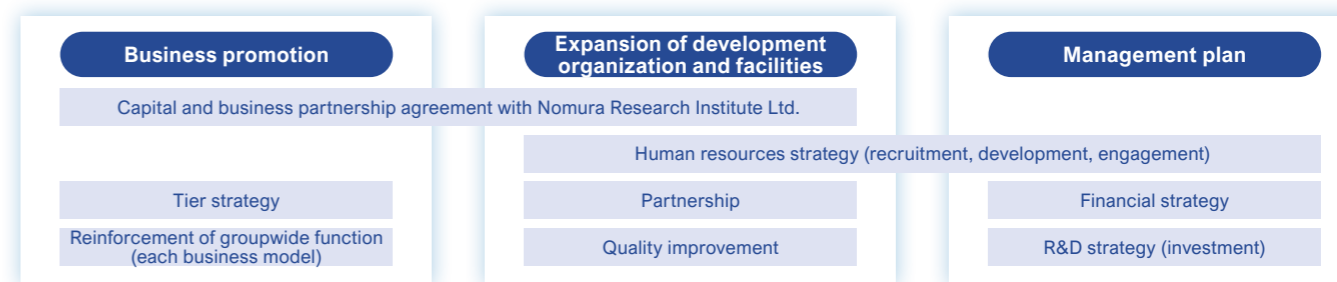 Business promotion
Expansion of development
organization and facilities
Management plan
Capital and business partnership agreement with Nomura Research Institute Ltd.
Human resources strategy (recruitment, development, engagement)
Tier strategy
Partnership
Financial strategy
Reinforcement of groupwide function
(each business model)
Quality improvement
R&D strategy (investment)